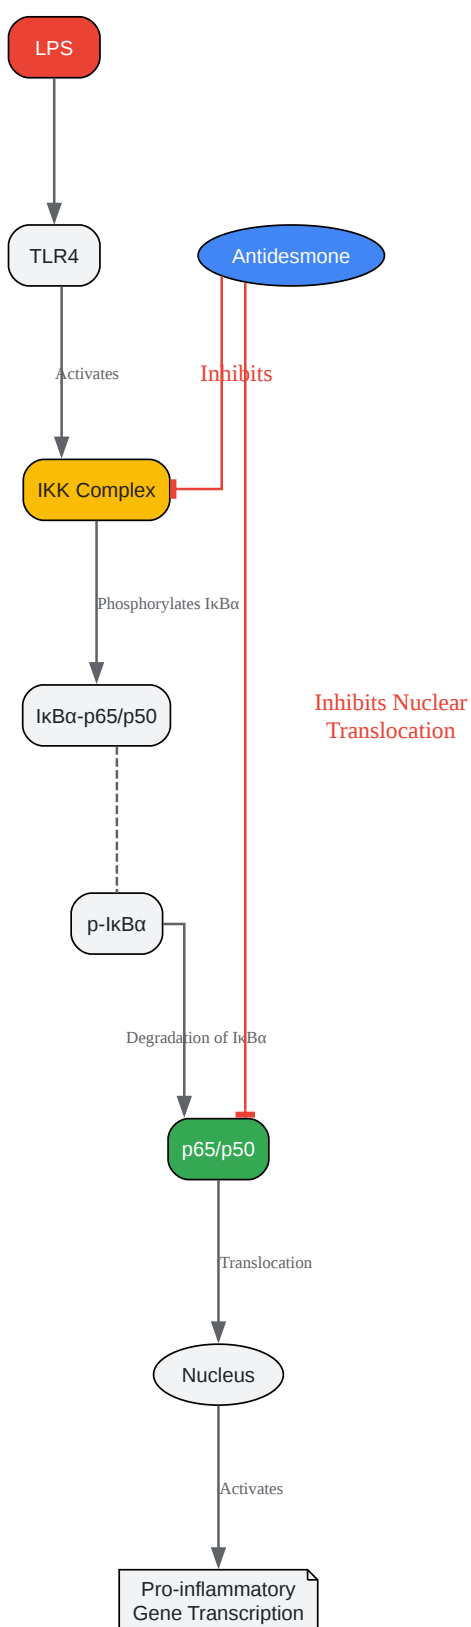 LPS
TLR4
Antidesmone
Activates
Inhibits
IKK Complex
Phosphorylates IκBα
IκBα-p65/p50
Inhibits Nuclear
Translocation
p-IκBα
Degradation of IκBα
p65/p50
Translocation
Nucleus
Activates
Pro-inflammatory
Gene Transcription